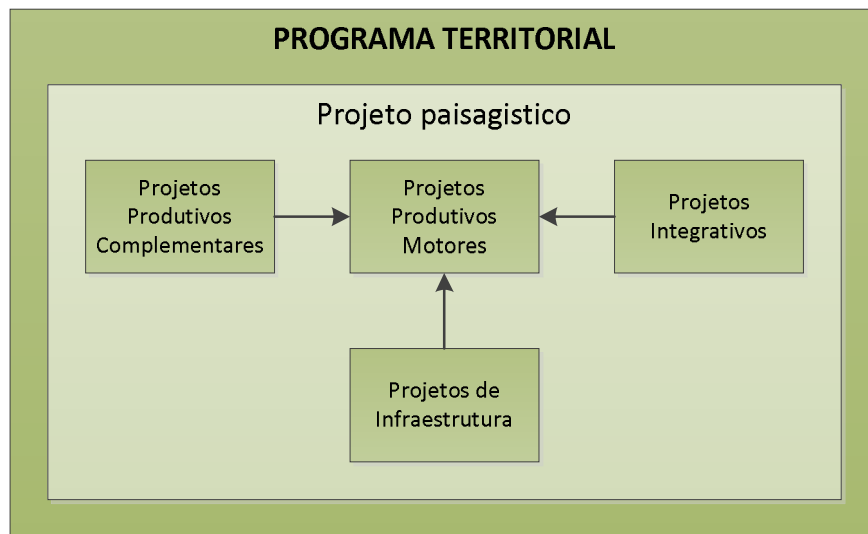 PROGRAMA TERRITORIAL
Projeto paisagistico
Projetos
Produtivos
Complementares
Projetos
Produtivos
Motores
Projetos
Integrativos
Projetos de
Infraestrutura